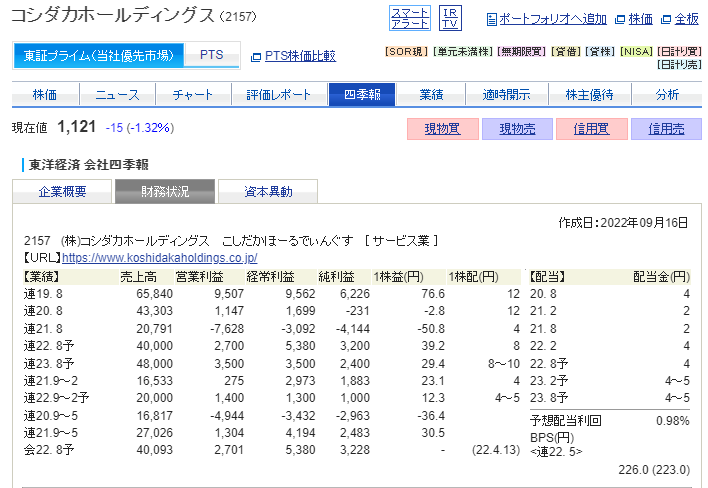 コシダカホールディングス (2157)
スマートアラート IRTV ポートフォリオへ追加 株価 全板
東証プライム(当社優先市場) PTS PTS株価比較
[SOR現] [単元未満株] [無期限買] [貸借] [貸株] [NISA] [日計り買] [日計り売]
株価 ニュース チャート 評価レポート 四季報 業績 適時開示 株主優待 分析
現在値 1,121 -15 (-1.32%) 現物買 現物売 信用買 信用売
東洋経済 会社四季報
企業概要 財務状況 資本異動
作成日:2022年09月16日
2157 (株)コシダカホールディングス こしだかほーるでぃんぐす [ サービス業 ]
【URL】https://www.koshidakaholdings.co.jp/
【業績】 売上高 営業利益 経常利益 純利益 1株益(円) 1株配(円) 【配当】 配当金(円)
連19. 8 65,840 9,507 9,562 6,226 76.6 12 20. 8 4
連20. 8 43,303 1,147 1,699 -231 -2.8 12 21. 2 2
連21. 8 20,791 -7,628 -3,092 -4,144 -50.8 4 21. 8 2
連22. 8予 40,000 2,700 5,380 3,200 39.2 8 22. 2 4
連23. 8予 48,000 3,500 3,500 2,400 29.4 8～10 22. 8予 4
連21.9～2 16,533 275 2,973 1,883 23.1 4 23. 2予 4～5
連22.9～2予 20,000 1,400 1,300 1,000 12.3 4～5 23. 8予 4～5
連20.9～5 16,817 -4,944 -3,432 -2,963 -36.4 予想配当利回 0.98%
連21.9～5 27,026 1,304 4,194 2,483 30.5 BPS(円)
会22. 8予 40,093 2,701 5,380 3,228 - (22.4.13) <連22. 5>
226.0 (223.0)